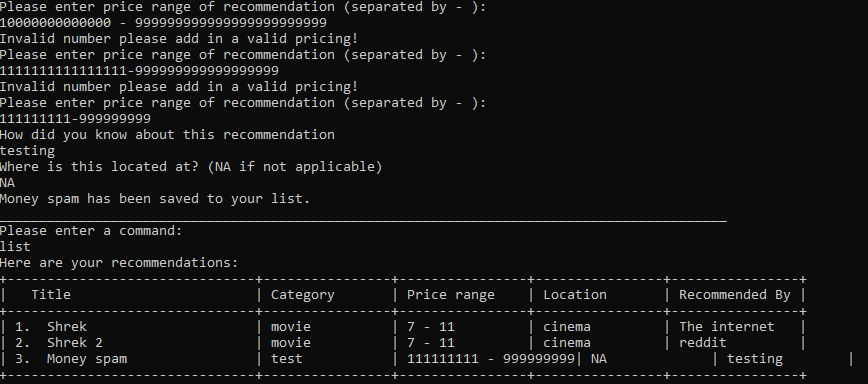 Please enter price range of recommendation (separated by - ):
10000000000000 - 999999999999999999999999
Invalid number please add in a valid pricing!
Please enter price range of recommendation (separated by - ):
1111111111111111-999999999999999999
Invalid number please add in a valid pricing!
Please enter price range of recommendation (separated by - ):
111111111-999999999
How did you know about this recommendation
testing
Where is this located at? (NA if not applicable)
NA
Money spam has been saved to your list.
Please enter a command:
list
Here are your recommendations:
| Title | Category | Price range | Location | Recommended By |
| 1. Shrek | movie | 7 - 11 | cinema | The internet |
| 2. Shrek 2 | movie | 7 - 11 | cinema | reddit |
| 3. Money spam | test | 111111111 - 999999999| NA | testing |